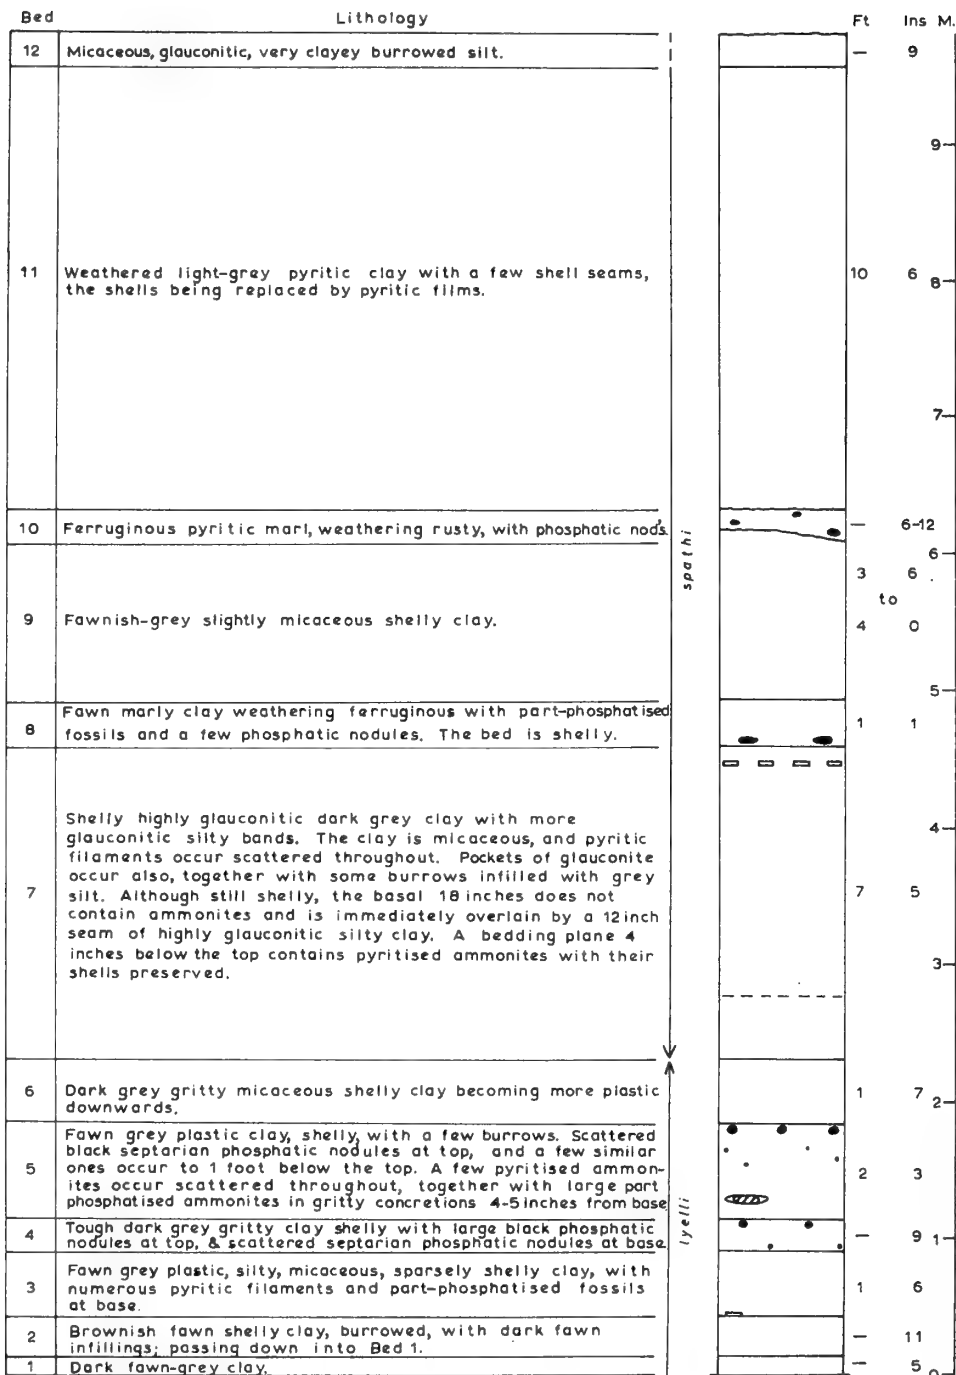 Bed Lithology Ft Ins M.
12 Micaceous, glauconitic, very clayey burrowed silt. — 9
9
11 Weathered light-grey pyritic clay with a few shell seams, 10 6
the shells being replaced by pyritic films.
8
7
10 Ferruginous pyritic marl, weathering rusty, with phosphatic nod's. — 6-12
6
spathi
9 Fawnish-grey slightly micaceous shelly clay. 3 6
to
4 0
5
8 Fawn marly clay weathering ferruginous with part-phosphatised 1 1
fossils and a few phosphatic nodules. The bed is shelly.
7 Shelly highly glauconitic dark grey clay with more 7 5
glauconitic silty bands. The clay is micaceous, and pyritic
filaments occur scattered throughout. Pockets of glauconite
occur also, together with some burrows infilled with grey
silt. Although still shelly, the basal 18 inches does not
contain ammonites and is immediately overlain by a 12 inch
seam of highly glauconitic silty clay. A bedding plane 4
inches below the top contains pyritised ammonites with their
shells preserved.
4
3
6 Dark grey gritty micaceous shelly clay becoming more plastic 1 7
downwards.
2
5 Fawn grey plastic clay, shelly, with a few burrows. Scattered 2 3
black septarian phosphatic nodules at top, and a few similar
ones occur to 1 foot below the top. A few pyritised ammon-
ites occur scattered throughout, together with large part
phosphatised ammonites in gritty concretions 4-5 inches from base
lyelli
4 Tough dark grey gritty clay shelly with large black phosphatic — 9
nodules at top, & scattered septarian phosphatic nodules at base.
1
3 Fawn grey plastic, silty, micaceous, sparsely shelly clay, with 1 6
numerous pyritic filaments and part-phosphatised fossils
at base.
2 Brownish fawn shelly clay, burrowed, with dark fawn — 11
infillings; passing down into Bed 1.
1 Dark fawn-grey clay. — 5
0